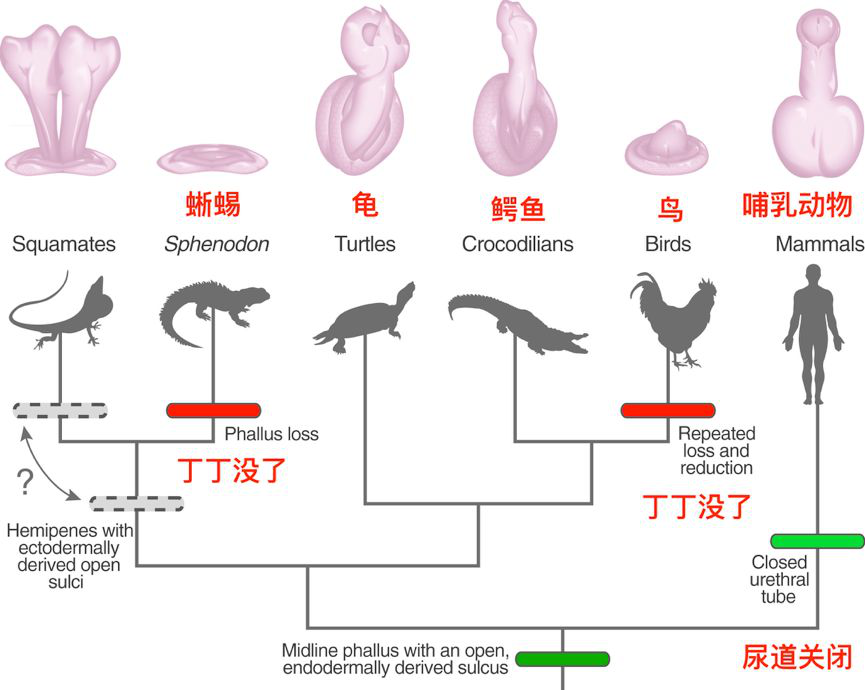 蜥蜴
龟
鳄鱼
鸟
哺乳动物
Squamates
Sphenodon
Turtles
Crocodilians
Birds
Mammals
Phallus loss
丁丁没了
Repeated
loss and
reduction
丁丁没了
?
Hemipenes with
ectodermally
derived open
sulci
Closed
urethral
tube
尿道关闭
Midline phallus with an open,
endodermally derived sulcus